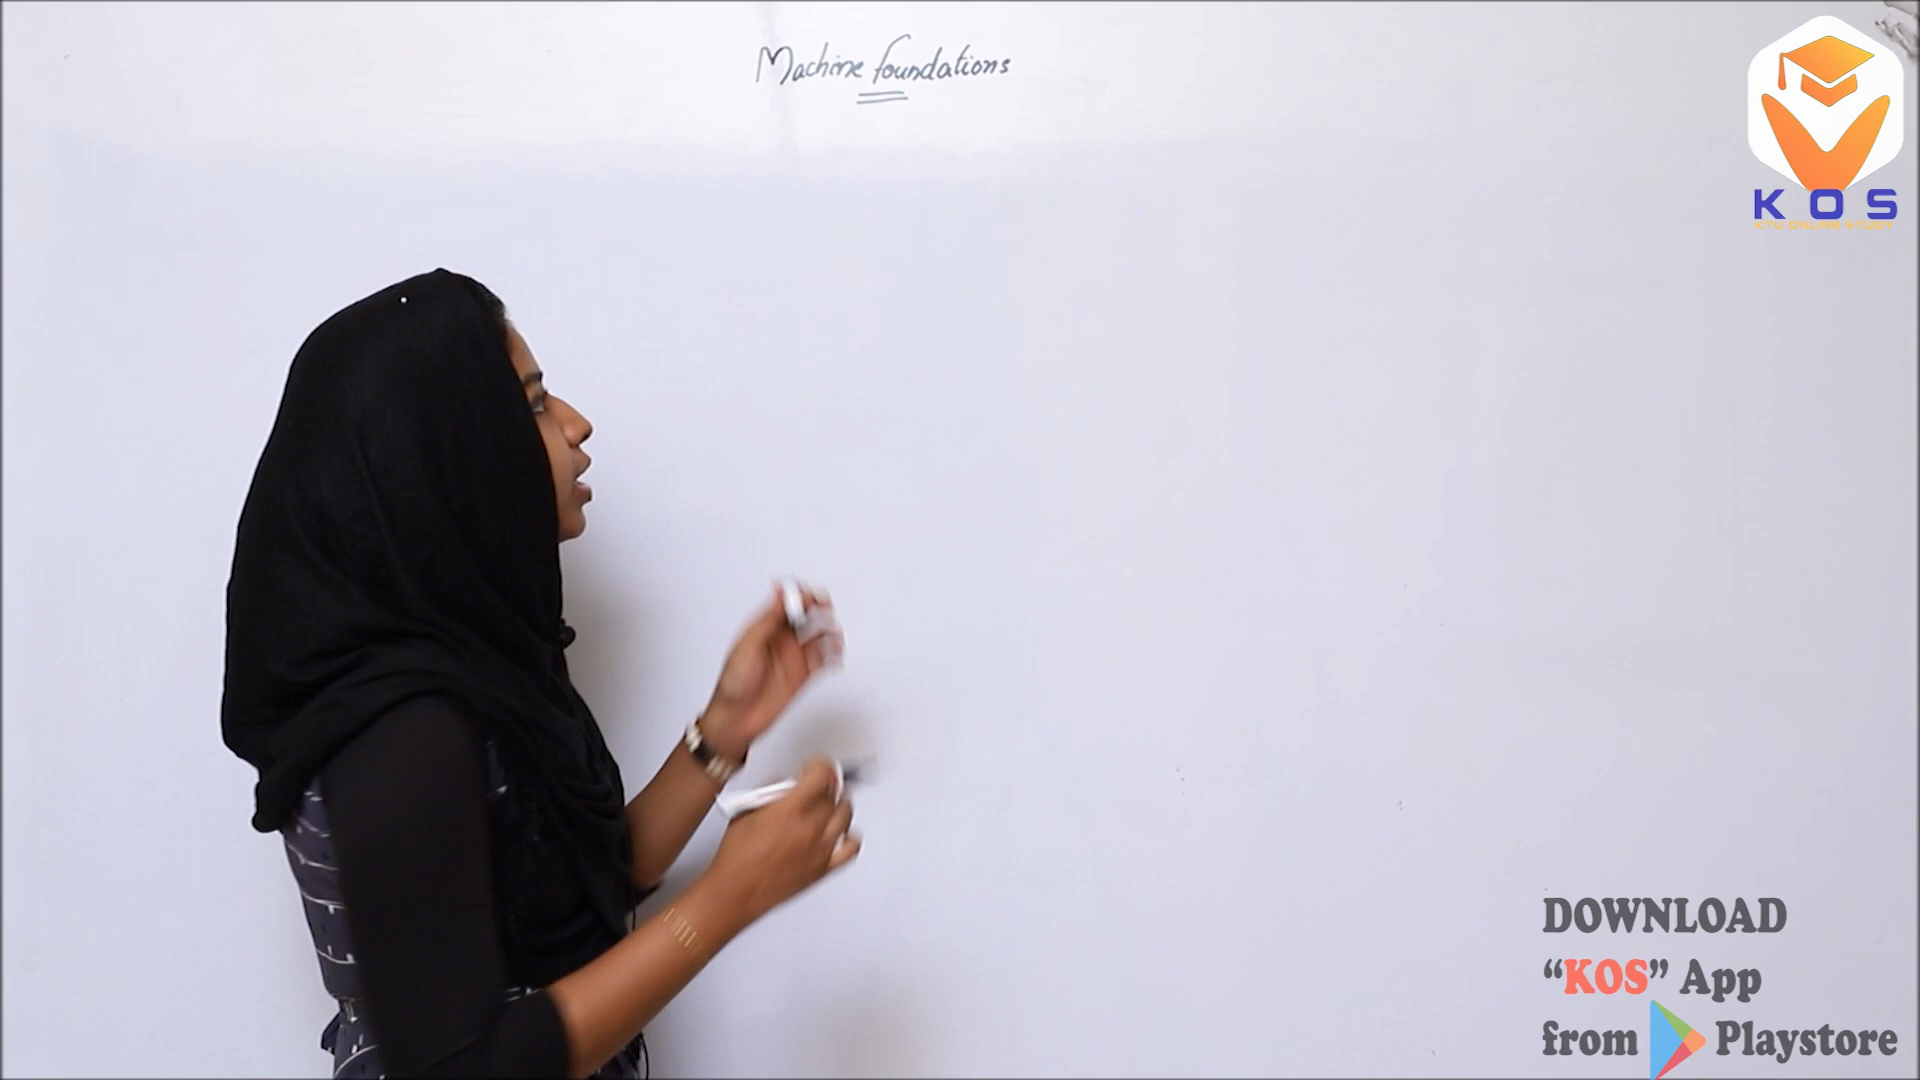 Machine foundations
KOS
KTU ONLINE STUDY
DOWNLOAD
“KOS” App
from Playstore